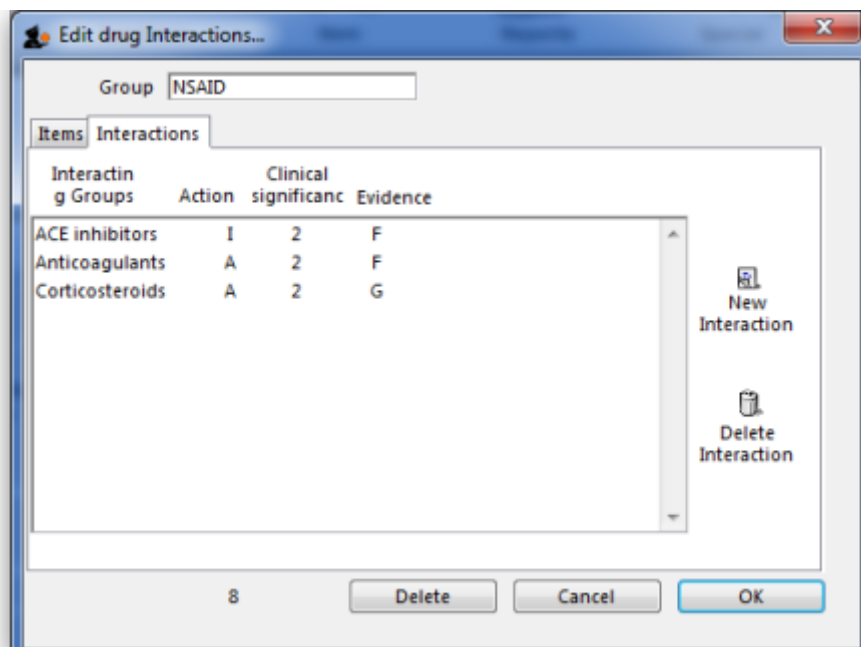 Edit drug Interactions...
Group NSAID
Items Interactions
Interactin
g Groups Action Clinical
significanc Evidence
ACE inhibitors I 2 F
Anticoagulants A 2 F
Corticosteroids A 2 G
New
Interaction
Delete
Interaction
8 Delete Cancel OK